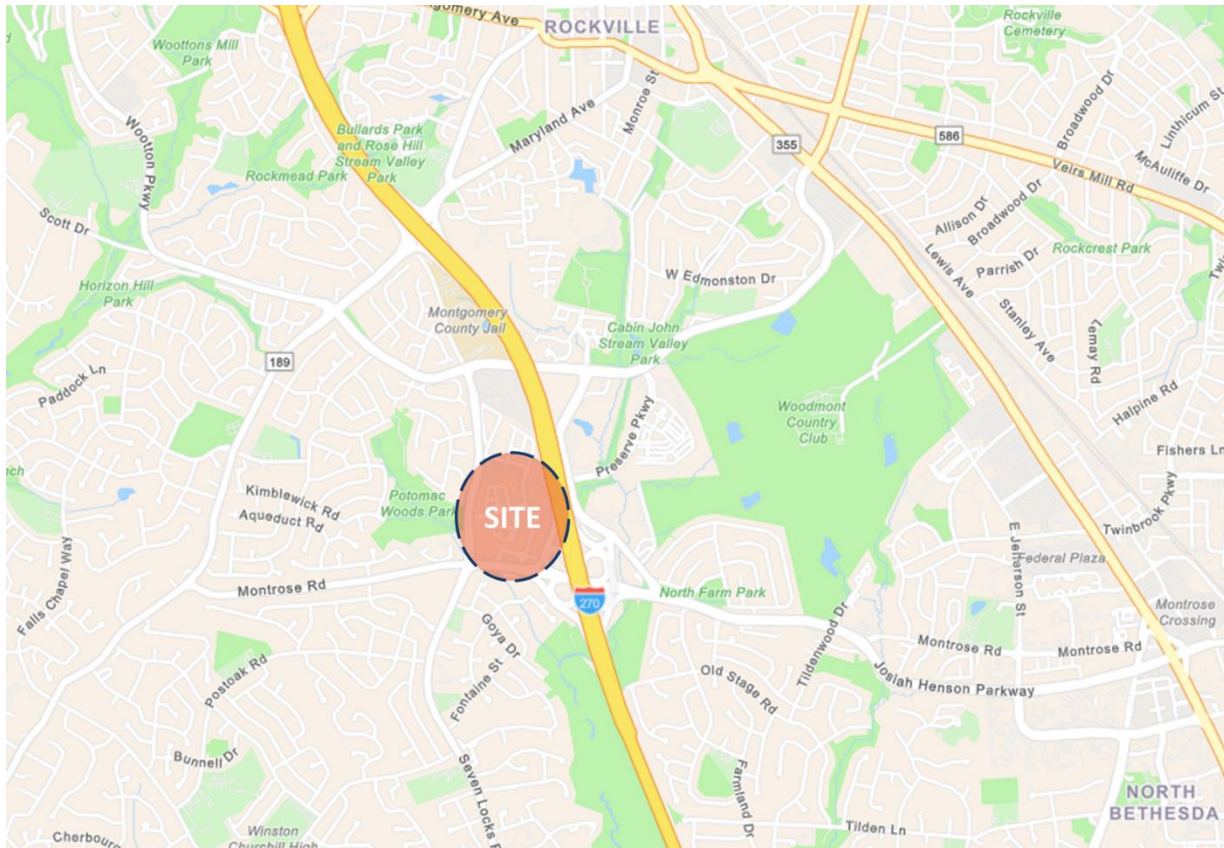 gomery Ave
ROCKVILLE
Rockville
Cemetery
Woottons Mill
Park
Broadwood Dr
Linthicum St
Monroe St
Maryland Ave
Bullards Park
and Rose Hill
Stream Valley
Park
Wootton Pkwy
355
586
McAuliffe Dr
Rockmead Park
Veirs Mill Rd
Allison Dr
Broadwood Dr
Scott Dr
Rockcrest Park
Lewis Ave
Parrish Dr
Twin
W Edmonston Dr
Horizon Hill
Park
Montgomery
County Jail
Stanley Ave
Cabin John
Stream Valley
Park
Lemay Rd
189
Paddock Ln
Halpine Rd
Woodmont
Country
Club
Preserve Pkwy
Fishers Ln
nch
Kimblewick Rd
Potomac
Woods Park
SITE
Aqueduct Rd
Twinbrook Pkwy
E Jefferson St
Federal Plaza
Falls Chapel Way
Montrose Rd
270
North Farm Park
Montrose
Crossing
Goya Dr
Tildenwood Dr
Montrose Rd
Montrose Rd
Postoak Rd
Fontaine St
Old Stage Rd
Josiah Henson Parkway
Bunnell Dr
Seven Locks R
Farmland Dr
NORTH
BETHESDA
Cherbour
Winston
Churchill High
Tilden Ln